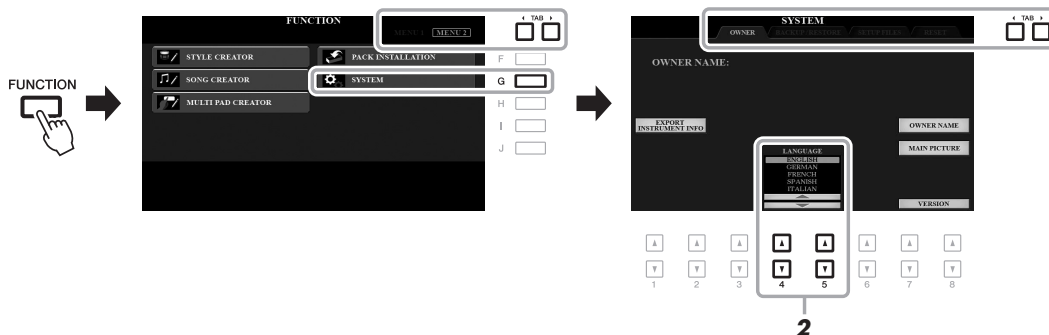 FUNCTION
FUNCTION
MENU 1 MENU 2
TAB
STYLE CREATOR
PACK INSTALLATION
F
SONG CREATOR
SYSTEM
G
MULTI PAD CREATOR
H
I
J
SYSTEM
OWNER BACKUP/RESTORE SETUP FILES RESET
TAB
OWNER NAME:
EXPORT
INSTRUMENT INFO
OWNER NAME
LANGUAGE
ENGLISH
GERMAN
FRENCH
SPANISH
ITALIAN
MAIN PICTURE
VERSION
1 2 3 4 5 6 7 8
2